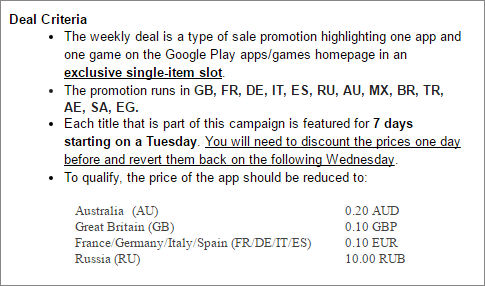 Deal Criteria
• The weekly deal is a type of sale promotion highlighting one app and
one game on the Google Play apps/games homepage in an
exclusive single-item slot.
• The promotion runs in GB, FR, DE, IT, ES, RU, AU, MX, BR, TR,
AE, SA, EG.
• Each title that is part of this campaign is featured for 7 days
starting on a Tuesday. You will need to discount the prices one day
before and revert them back on the following Wednesday.
• To qualify, the price of the app should be reduced to:
Australia (AU) 0.20 AUD
Great Britain (GB) 0.10 GBP
France/Germany/Italy/Spain (FR/DE/IT/ES) 0.10 EUR
Russia (RU) 10.00 RUB